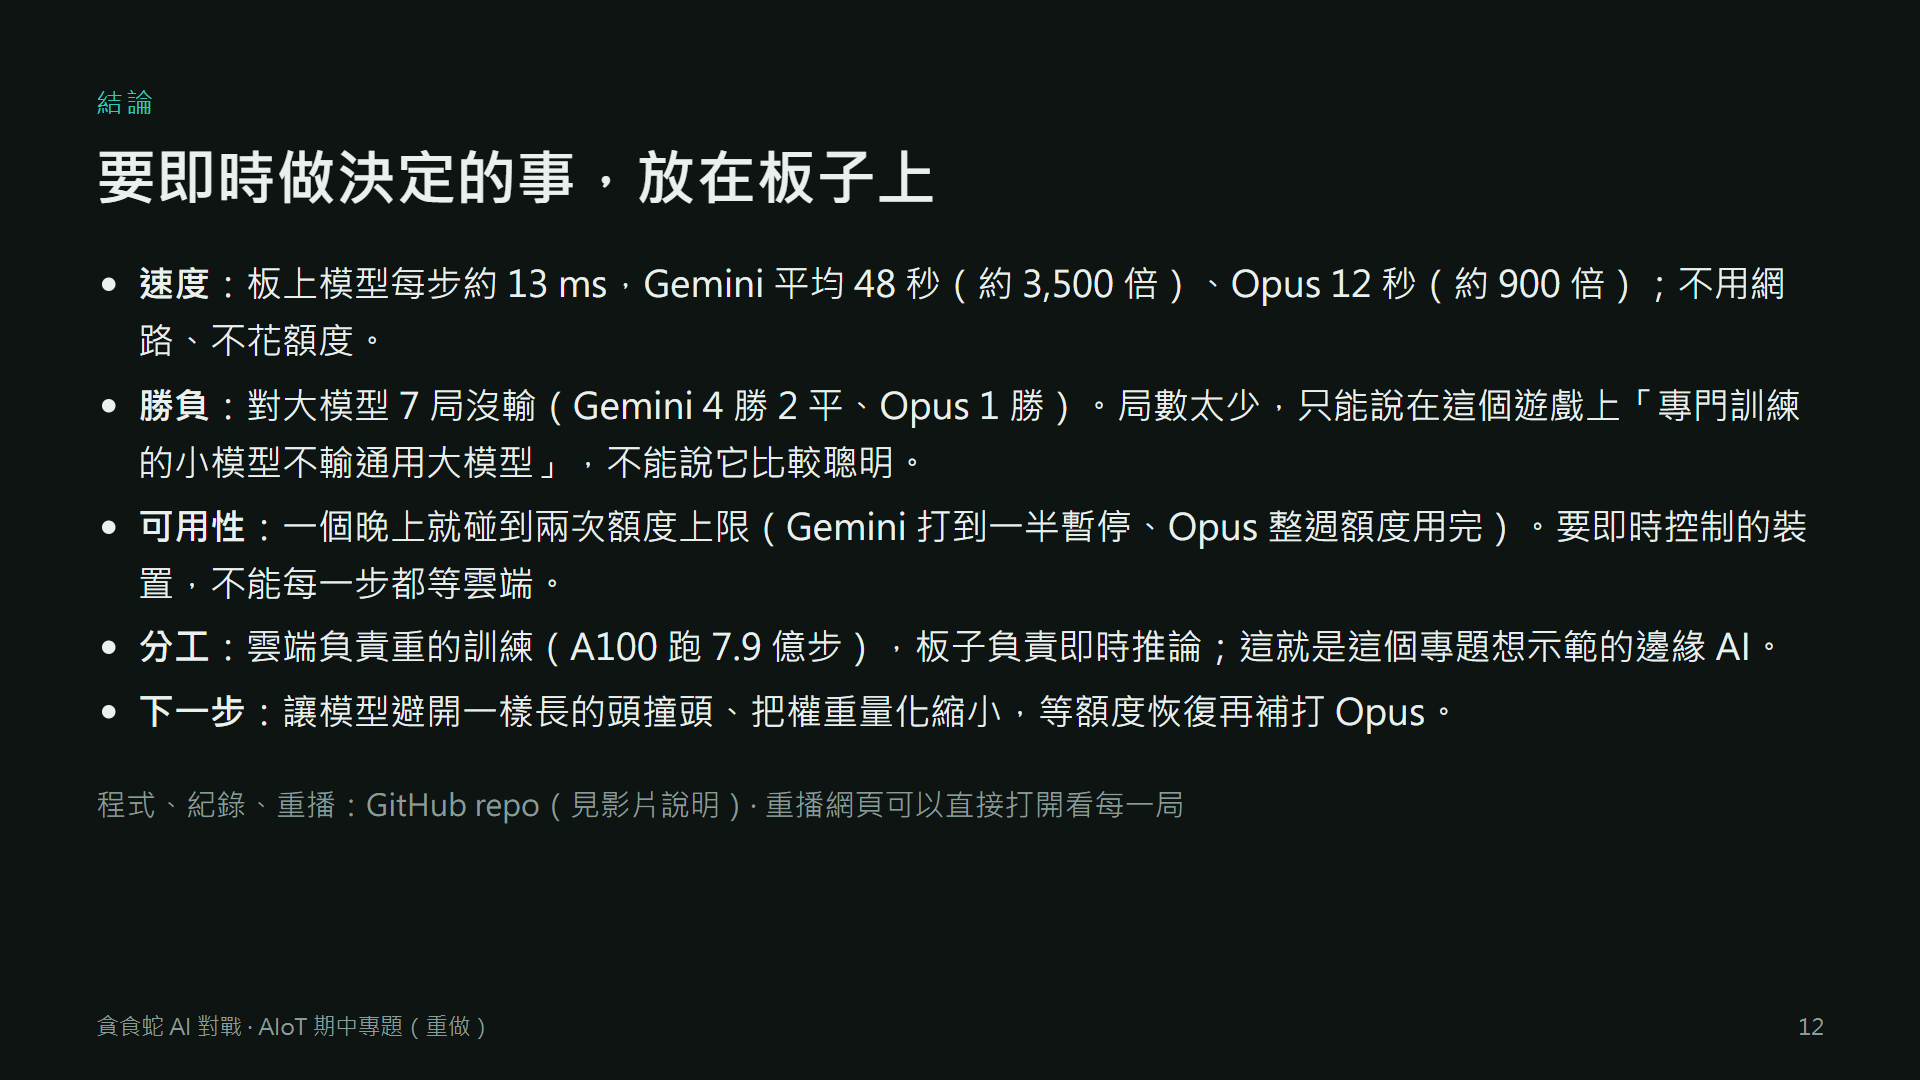 結論
要即時做決定的事，放在板子上
• 速度：板上模型每步約 13 ms，Gemini 平均 48 秒（約 3,500 倍）、Opus 12 秒（約 900 倍）；不用網
路、不花額度。
• 勝負：對大模型 7 局沒輸（Gemini 4 勝 2 平、Opus 1 勝）。局數太少，只能說在這個遊戲上「專門訓練
的小模型不輸通用大模型」，不能說它比較聰明。
• 可用性：一個晚上就碰到兩次額度上限（Gemini 打到一半暫停、Opus 整週額度用完）。要即時控制的裝
置，不能每一步都等雲端。
• 分工：雲端負責重的訓練（A100 跑 7.9 億步），板子負責即時推論；這就是這個專題想示範的邊緣 AI。
• 下一步：讓模型避開一樣長的頭撞頭、把權重量化縮小，等額度恢復再補打 Opus。
程式、紀錄、重播：GitHub repo（見影片說明）· 重播網頁可以直接打開看每一局
貪食蛇 AI 對戰 · AIoT 期中專題（重做）
12